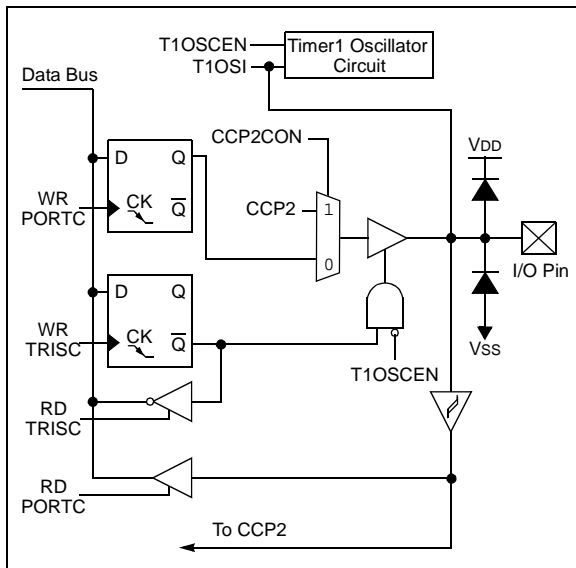 T1OSCEN
Timer1 Oscillator
Circuit
T1OSI
Data Bus
CCP2CON
VDD
D
Q
WR
PORTC
CK
Q
CCP2
1
0
I/O Pin
D
Q
WR
TRISC
CK
Q
VSS
T1OSCEN
RD
TRISC
RD
PORTC
To CCP2